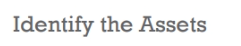 Identify the Assets